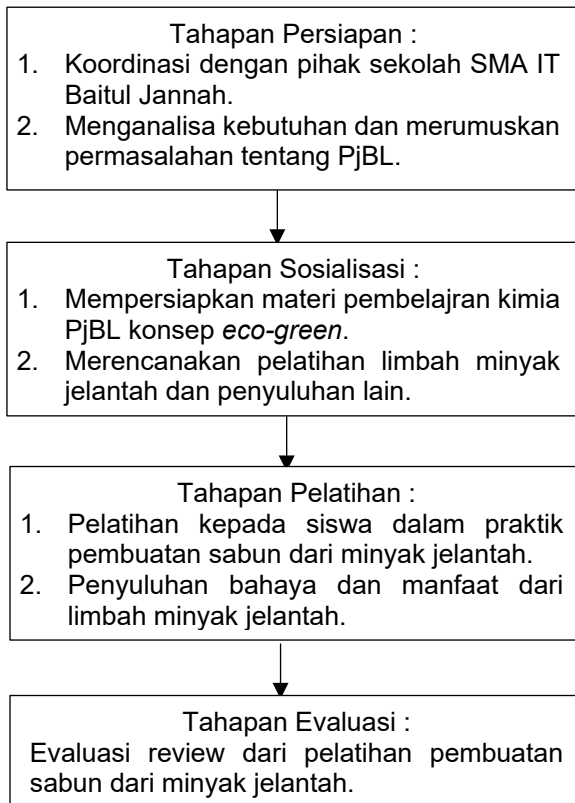 Tahapan Persiapan :
1. Koordinasi dengan pihak sekolah SMA IT
Baitul Jannah.
2. Menganalisa kebutuhan dan merumuskan
permasalahan tentang PjBL.
Tahapan Sosialisasi :
1. Mempersiapkan materi pembelajran kimia
PjBL konsep eco-green.
2. Merencanakan pelatihan limbah minyak
jelantah dan penyuluhan lain.
Tahapan Pelatihan :
1. Pelatihan kepada siswa dalam praktik
pembuatan sabun dari minyak jelantah.
2. Penyuluhan bahaya dan manfaat dari
limbah minyak jelantah.
Tahapan Evaluasi :
Evaluasi review dari pelatihan pembuatan
sabun dari minyak jelantah.